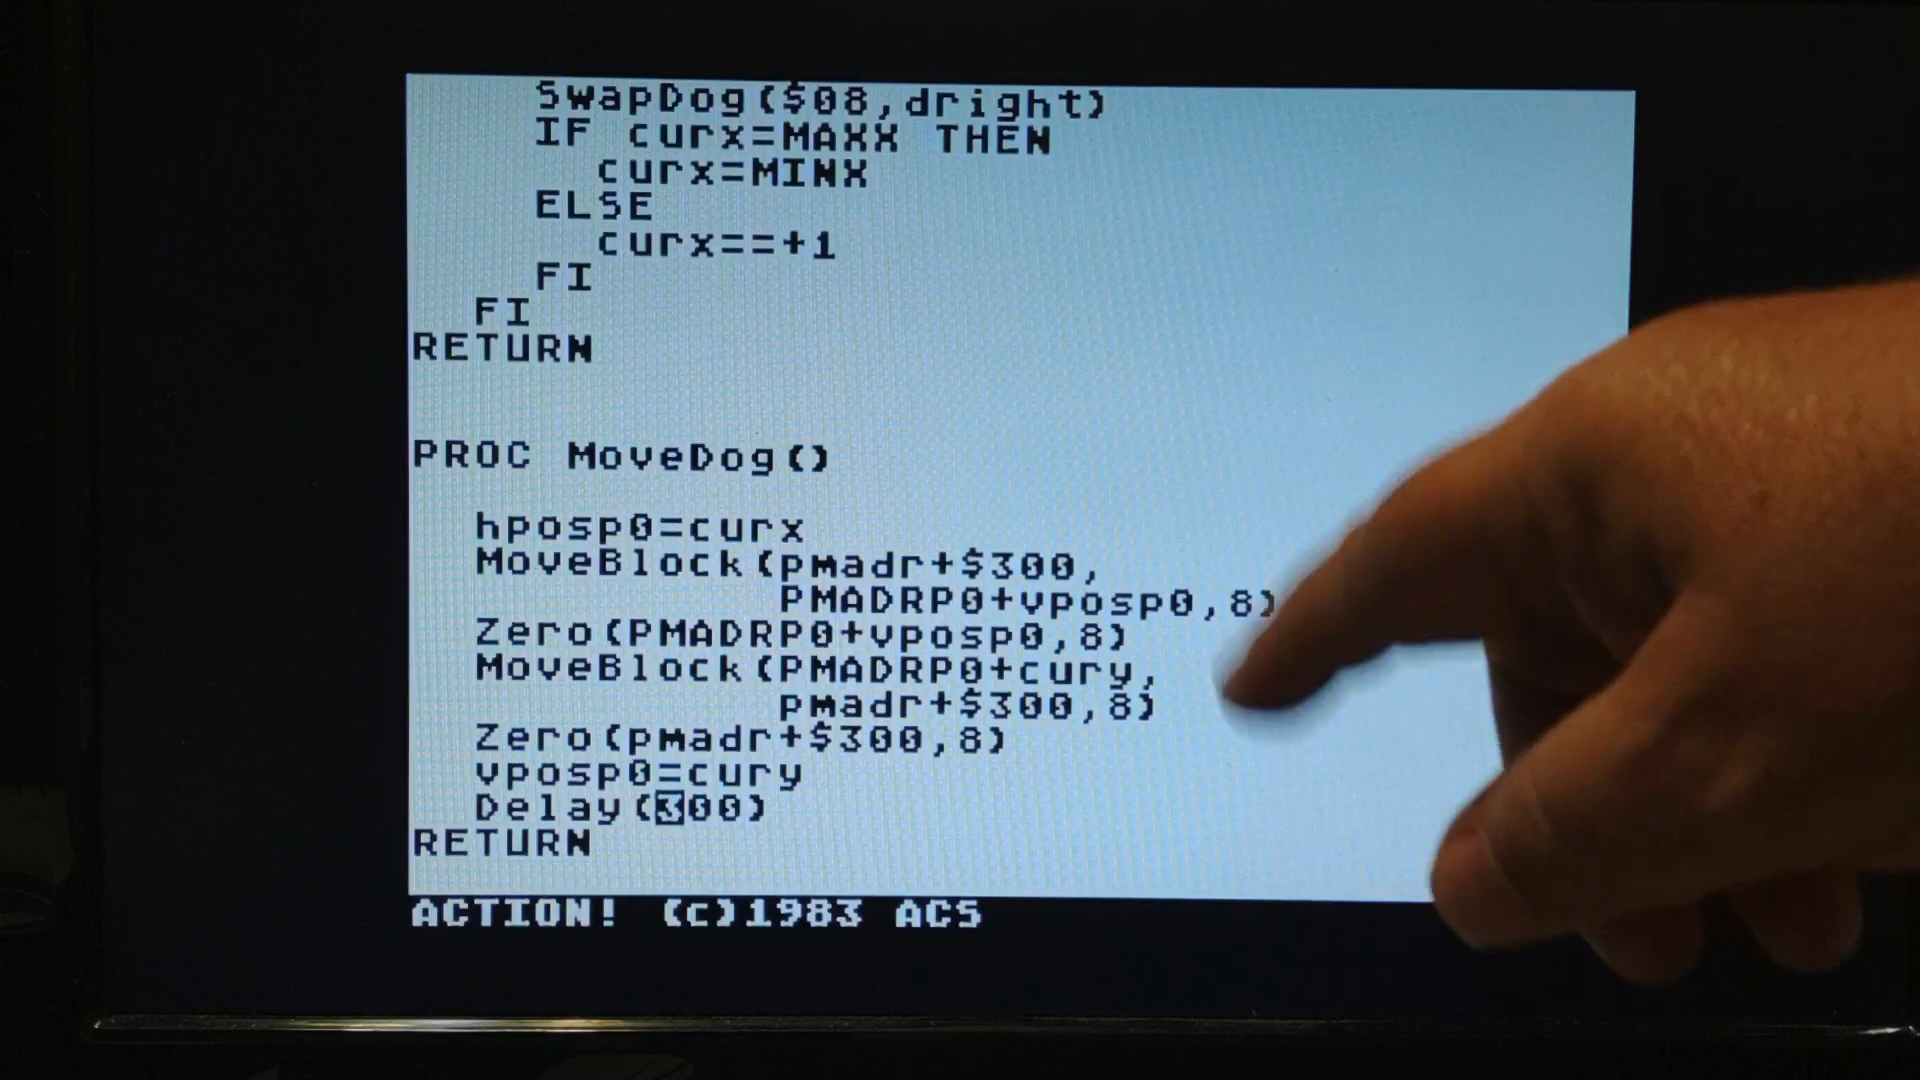 SwapDog($08,dright)
IF curx=MAXX THEN
curx=MINX
ELSE
curx==+1
FI
FI
RETURN
PROC MoveDog()
hposp0=curx
MoveBlock(pmadr+$300,
PMADRP0+vposp0,8)
Zero(PMADRP0+vposp0,8)
MoveBlock(PMADRP0+cury,
pmadr+$300,8)
Zero(pmadr+$300,8)
vposp0=cury
Delay(300)
RETURN
ACTION! (c)1983 ACS